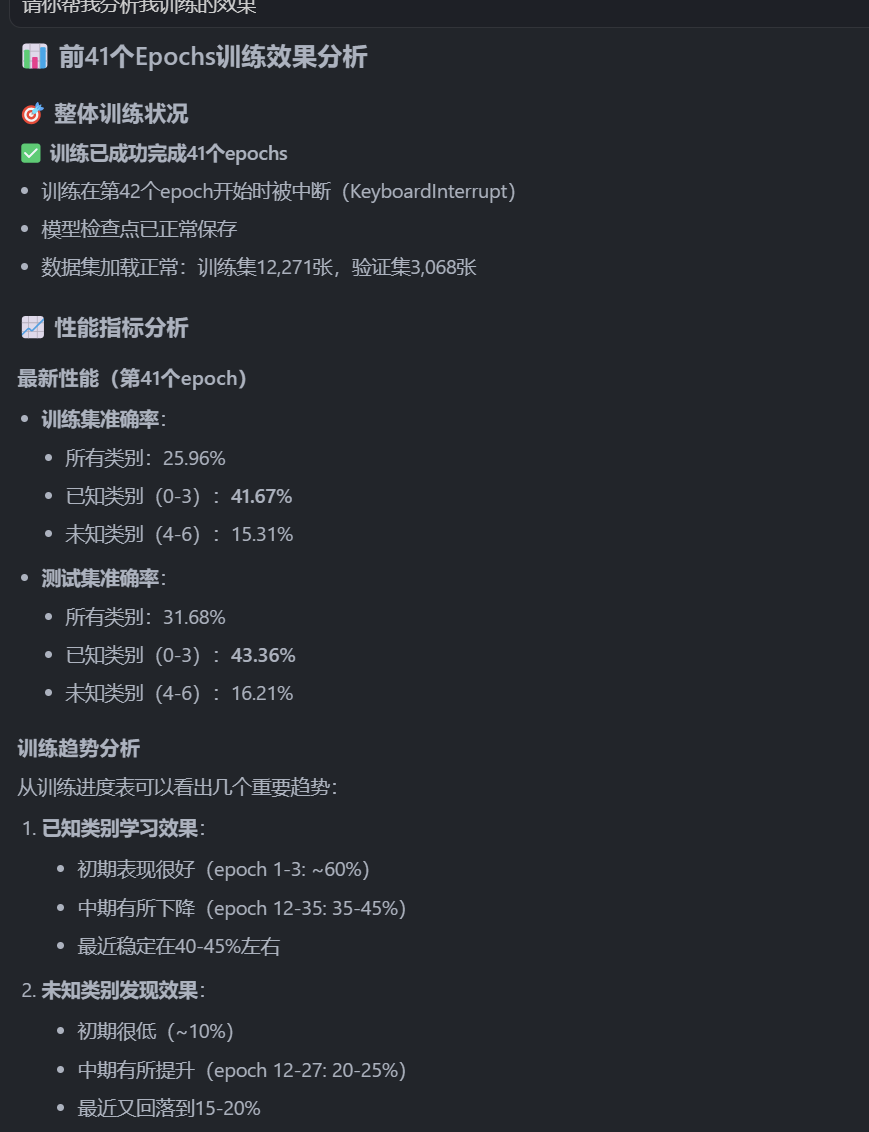 请你帮我分析我训练的效果
📊 前41个Epochs训练效果分析
🎯 整体训练状况
✅ 训练已成功完成41个epochs
• 训练在第42个epoch开始时被中断（KeyboardInterrupt）
• 模型检查点已正常保存
• 数据集加载正常：训练集12,271张，验证集3,068张
📈 性能指标分析
最新性能（第41个epoch）
• 训练集准确率：
• 所有类别：25.96%
• 已知类别（0-3）：41.67%
• 未知类别（4-6）：15.31%
• 测试集准确率：
• 所有类别：31.68%
• 已知类别（0-3）：43.36%
• 未知类别（4-6）：16.21%
训练趋势分析
从训练进度表可以看出几个重要趋势：
1. 已知类别学习效果：
• 初期表现很好（epoch 1-3: ~60%）
• 中期有所下降（epoch 12-35: 35-45%）
• 最近稳定在40-45%左右
2. 未知类别发现效果：
• 初期很低（~10%）
• 中期有所提升（epoch 12-27: 20-25%）
• 最近又回落到15-20%